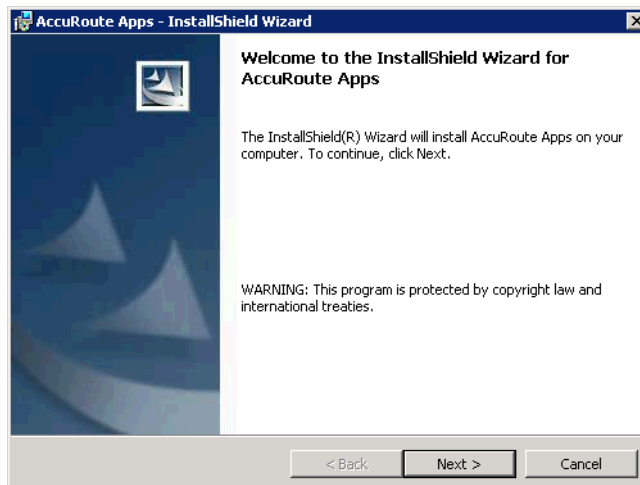 AccuRoute Apps - InstallShield Wizard
Welcome to the InstallShield Wizard for
AccuRoute Apps
The InstallShield(R) Wizard will install AccuRoute Apps on your
computer. To continue, click Next.
WARNING: This program is protected by copyright law and
international treaties.
< Back
Next >
Cancel